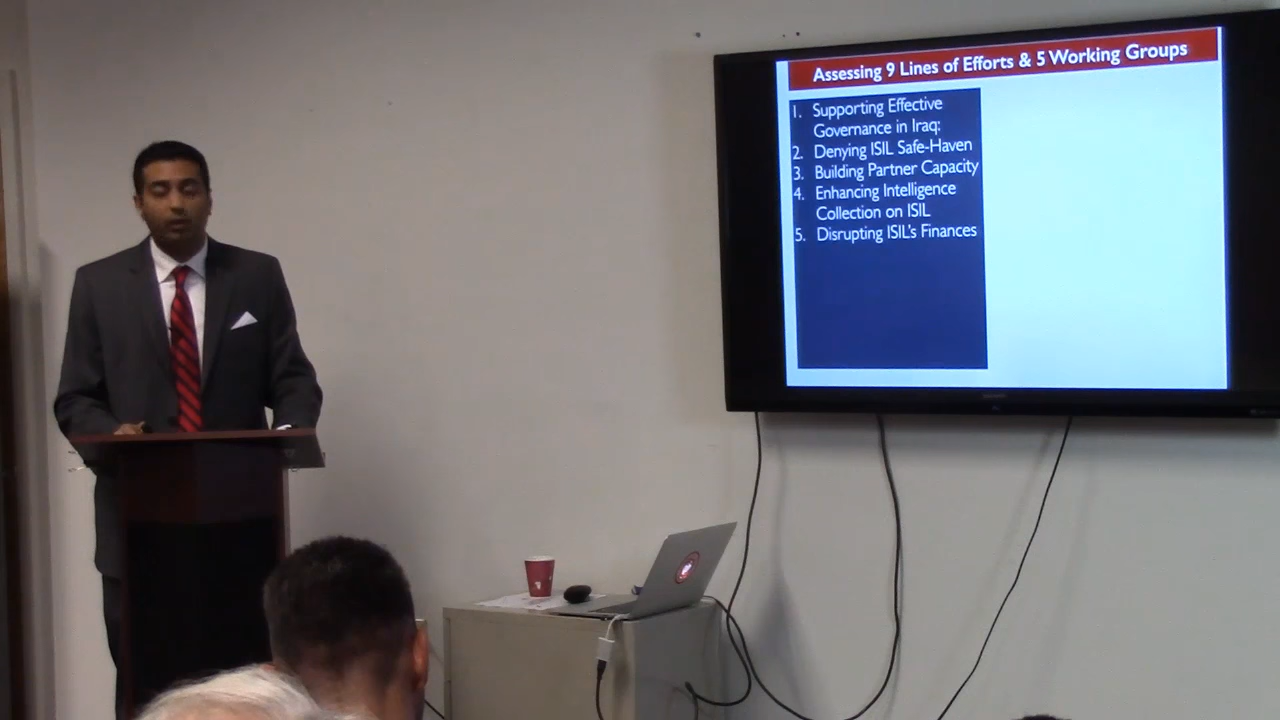 Assessing 9 Lines of Efforts & 5 Working Groups
1. Supporting Effective
Governance in Iraq:
2. Denying ISIL Safe-Haven
3. Building Partner Capacity
4. Enhancing Intelligence
Collection on ISIL
5. Disrupting ISIL's Finances